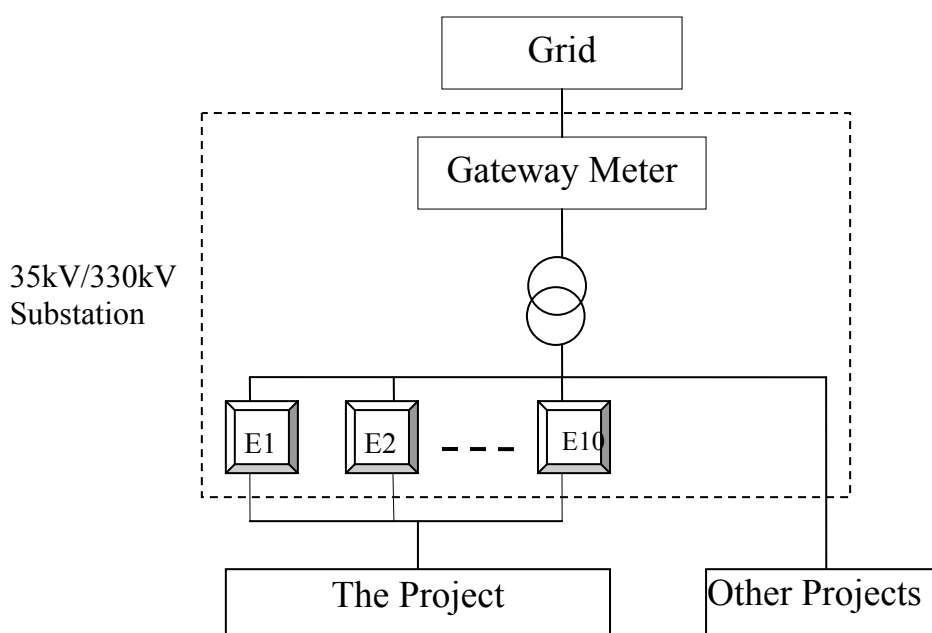 Grid
Gateway Meter
35kV/330kV
Substation
E1
E2
E10
The Project
Other Projects